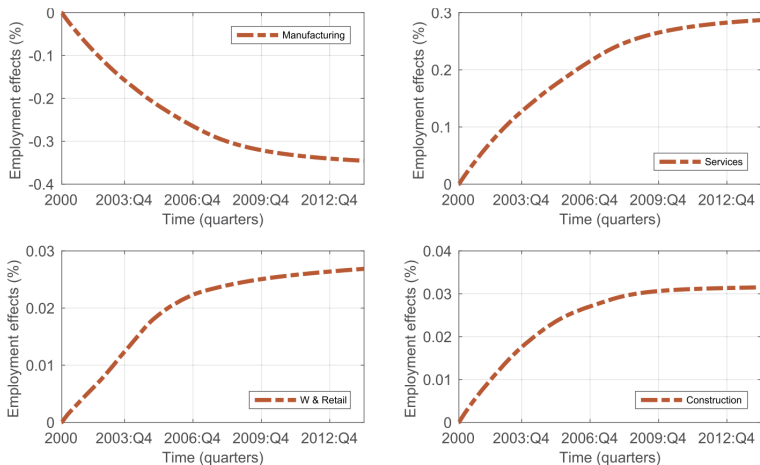 Employment effects (%)
0
-0.1
-0.2
-0.3
-0.4
Manufacturing
2000 2003:Q4 2006:Q4 2009:Q4 2012:Q4
Time (quarters)
Employment effects (%)
0.3
0.2
0.1
0
Services
2000 2003:Q4 2006:Q4 2009:Q4 2012:Q4
Time (quarters)
Employment effects (%)
0.03
0.02
0.01
0
W & Retail
2000 2003:Q4 2006:Q4 2009:Q4 2012:Q4
Time (quarters)
Employment effects (%)
0.04
0.03
0.02
0.01
0
Construction
2000 2003:Q4 2006:Q4 2009:Q4 2012:Q4
Time (quarters)